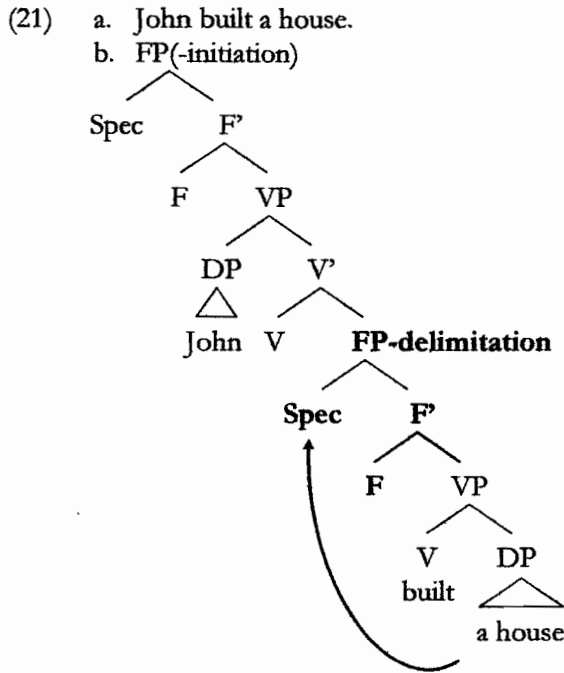 (21) a. John built a house.
b. FP(-initiation)
Spec F’
F VP
DP V’
John V FP-delimitation
Spec F’
F VP
V DP
built
a house